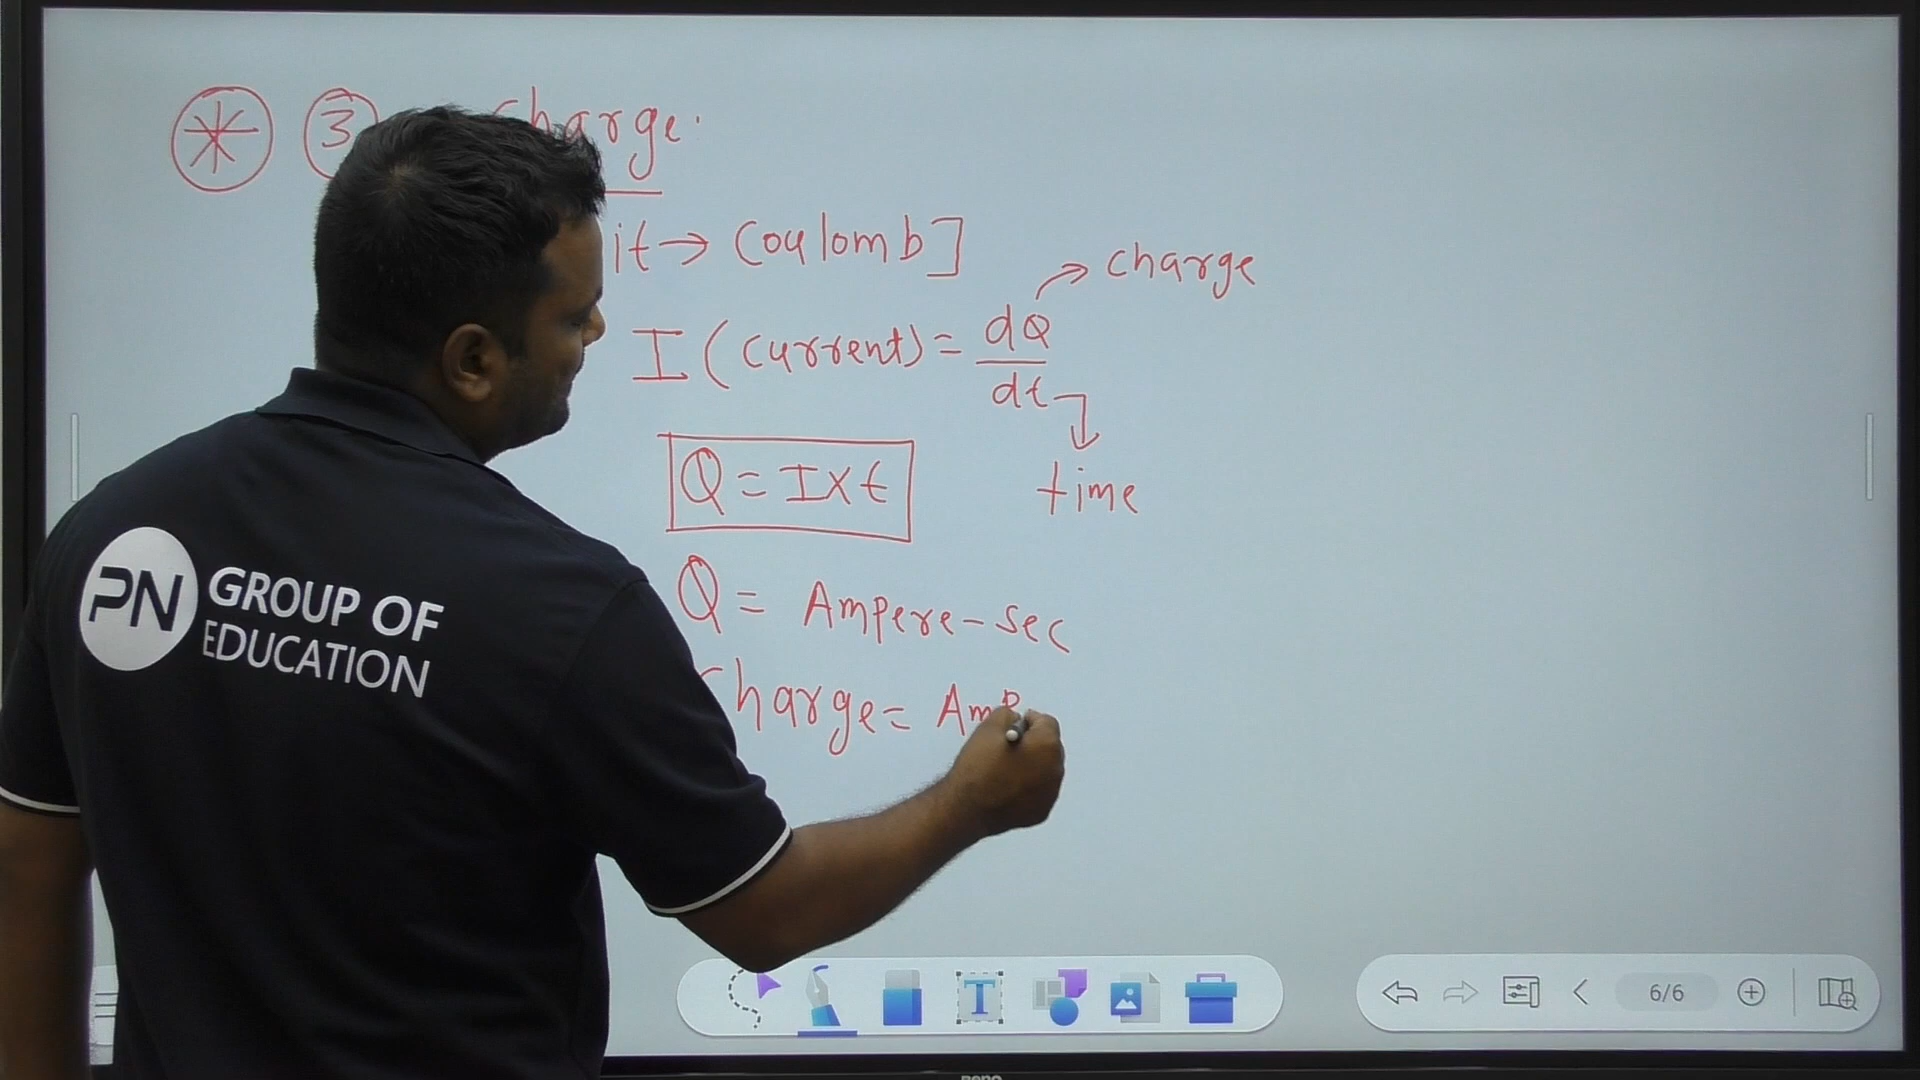 * 3 Charge.
it → Coulomb]
→ charge
I (current) = dQ
dt
Q = I x t
time
Q = Ampere-sec
Charge = Amp
PN GROUP OF
EDUCATION
T
6/6